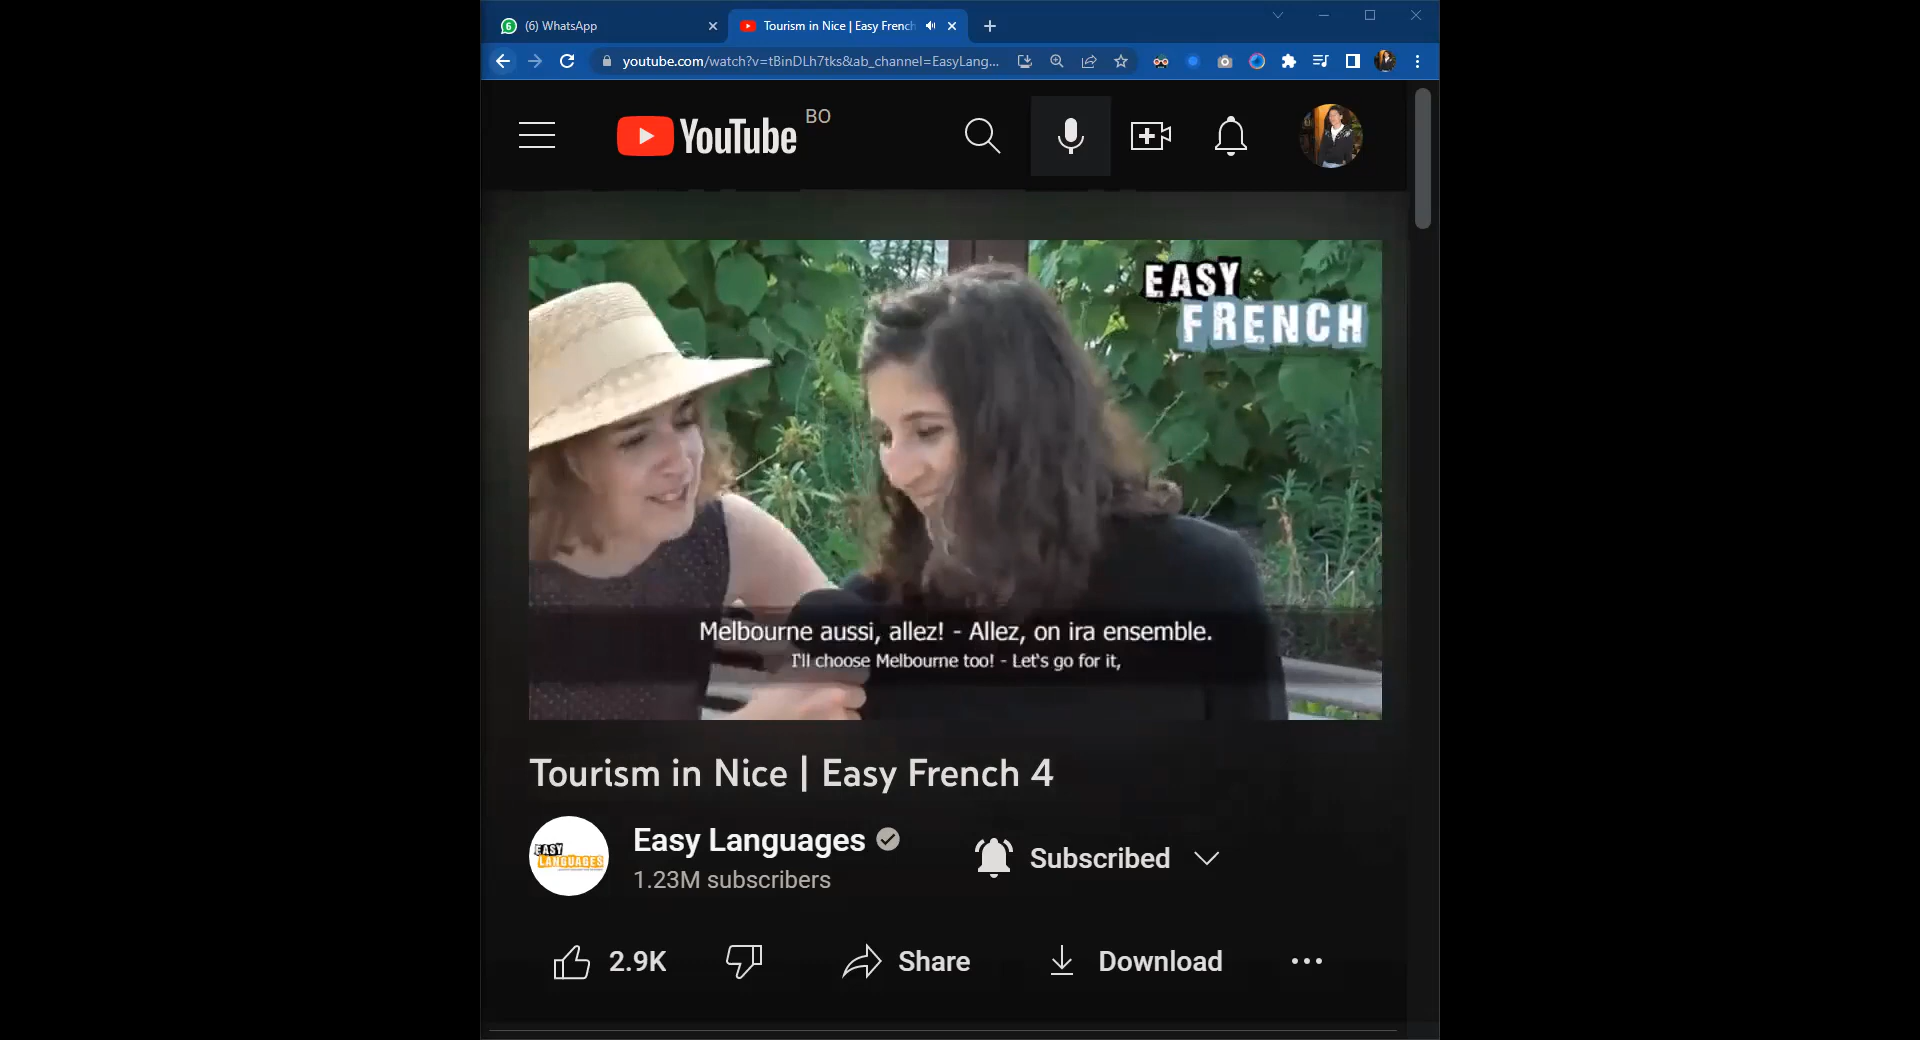 6
(6) WhatsApp
Tourism in Nice | Easy French
youtube.com/watch?v=tBinDLh7tks&ab_channel=EasyLang...
YouTube
BO
EASY
FRENCH
Melbourne aussi, allez! - Allez, on ira ensemble.
I'll choose Melbourne too! - Let's go for it,
Tourism in Nice | Easy French 4
EASY
LANGUAGES
Easy Languages
1.23M subscribers
Subscribed
2.9K
Share
Download